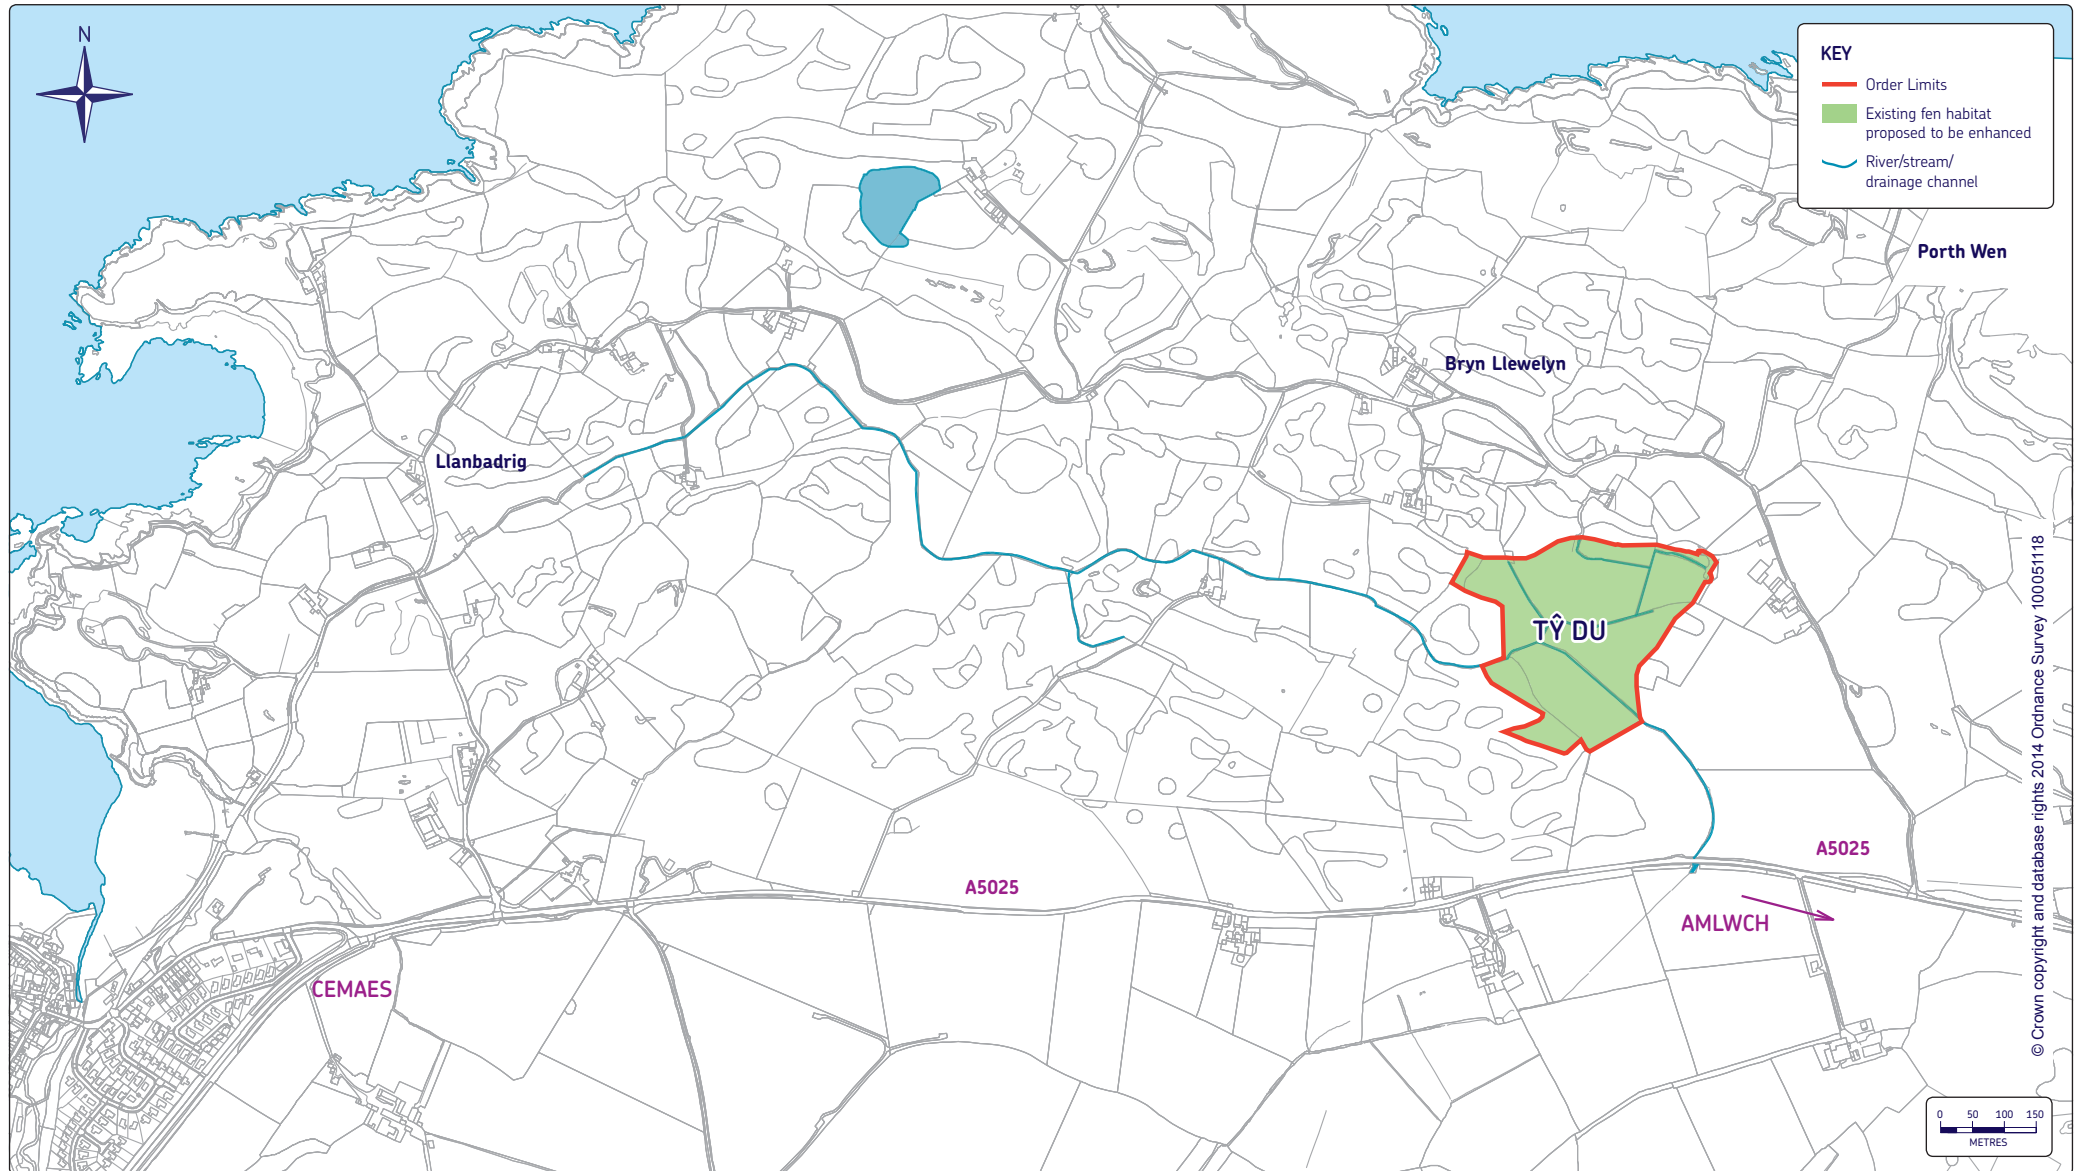 N
KEY
Order Limits
Existing fen habitat
proposed to be enhanced
River/stream/
drainage channel
Porth Wen
Bryn Llewelyn
Llanbadrig
TŶ DU
A5025
A5025
AMLWCH
CEMAES
© Crown copyright and database rights 2014 Ordnance Survey 100051118
0 50 100 150
METRES